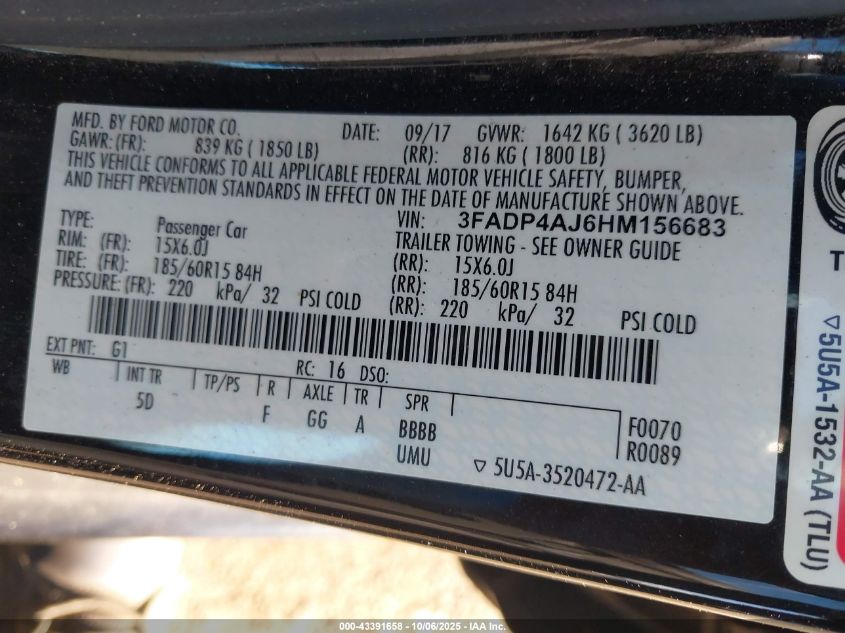 MFD. BY FORD MOTOR CO. DATE: 09/17 GVWR: 1642 KG ( 3620 LB)
GAWR: (FR): 839 KG ( 1850 LB) (RR): 816 KG ( 1800 LB)
THIS VEHICLE CONFORMS TO ALL APPLICABLE FEDERAL MOTOR VEHICLE SAFETY, BUMPER,
AND THEFT PREVENTION STANDARDS IN EFFECT ON THE DATE OF MANUFACTURE SHOWN ABOVE.
VIN: 3FADP4AJ6HM156683
TYPE: Passenger Car TRAILER TOWING - SEE OWNER GUIDE
RIM: (FR): 15X6.0J (RR): 15X6.0J
TIRE: (FR): 185/60R15 84H (RR): 185/60R15 84H
PRESSURE: (FR): 220 kPa/ 32 PSI COLD (RR): 220 kPa/ 32 PSI COLD
EXT PNT: G1 RC: 16 DSO:
WB INT TR TP/PS R AXLE TR SPR
5D F GG A BBBB F0070
UMU R0089
▽ 5U5A-3520472-AA
T
▽5U5A-1532-AA (TLU)
000-43391658 - 10/06/2025 - IAA Inc.